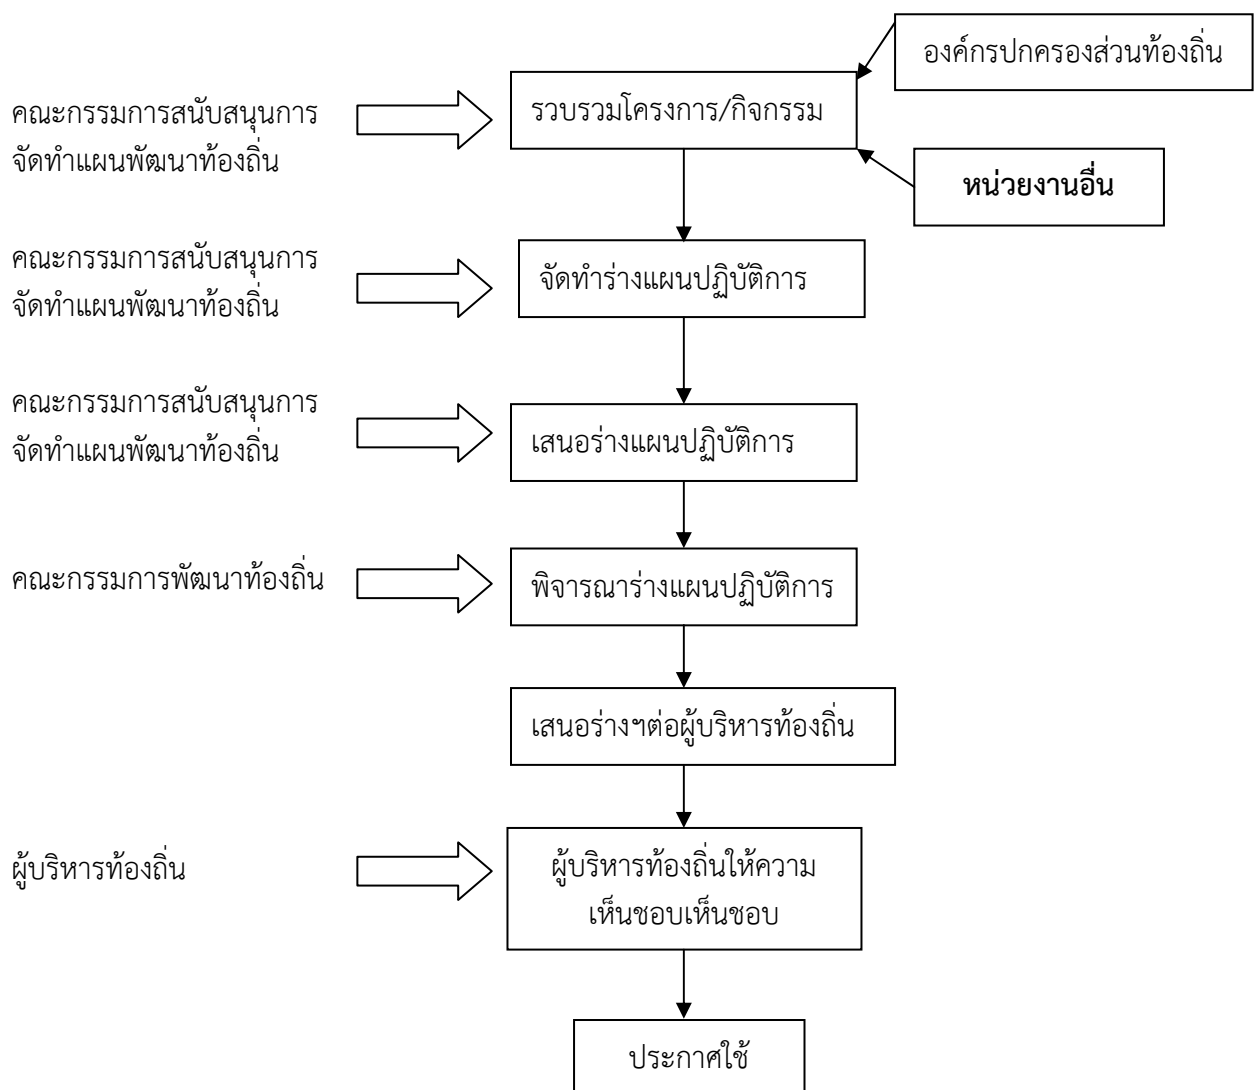 องค์กรปกครองส่วนท้องถิ่น
คณะกรรมการสนับสนุนการ
จัดทำแผนพัฒนาท้องถิ่น
รวบรวมโครงการ/กิจกรรม
หน่วยงานอื่น
คณะกรรมการสนับสนุนการ
จัดทำแผนพัฒนาท้องถิ่น
จัดทำร่างแผนปฏิบัติการ
คณะกรรมการสนับสนุนการ
จัดทำแผนพัฒนาท้องถิ่น
เสนอร่างแผนปฏิบัติการ
คณะกรรมการพัฒนาท้องถิ่น
พิจารณาร่างแผนปฏิบัติการ
เสนอร่างฯต่อผู้บริหารท้องถิ่น
ผู้บริหารท้องถิ่น
ผู้บริหารท้องถิ่นให้ความ
เห็นชอบเห็นชอบ
ประกาศใช้